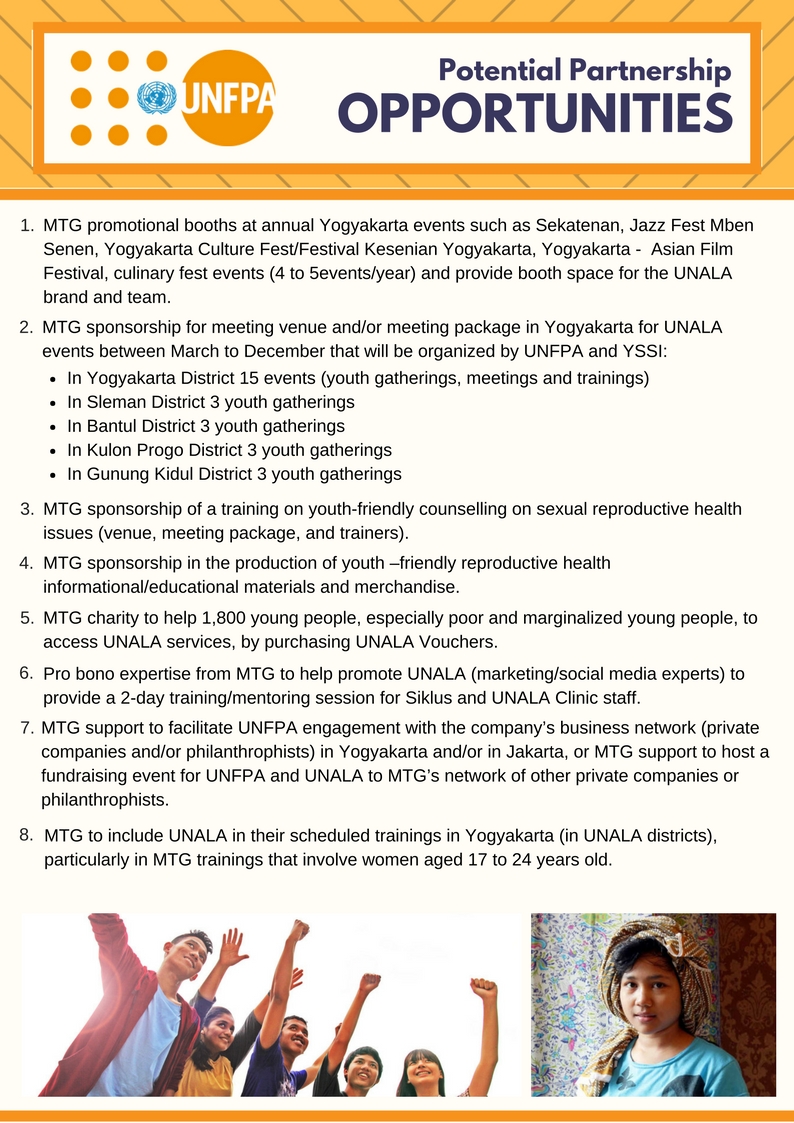 UNFPA
Potential Partnership
OPPORTUNITIES
1. MTG promotional booths at annual Yogyakarta events such as Sekatenan, Jazz Fest Mben
Senen, Yogyakarta Culture Fest/Festival Kesenian Yogyakarta, Yogyakarta - Asian Film
Festival, culinary fest events (4 to 5events/year) and provide booth space for the UNALA
brand and team.
2. MTG sponsorship for meeting venue and/or meeting package in Yogyakarta for UNALA
events between March to December that will be organized by UNFPA and YSSI:
• In Yogyakarta District 15 events (youth gatherings, meetings and trainings)
• In Sleman District 3 youth gatherings
• In Bantul District 3 youth gatherings
• In Kulon Progo District 3 youth gatherings
• In Gunung Kidul District 3 youth gatherings
3. MTG sponsorship of a training on youth-friendly counselling on sexual reproductive health
issues (venue, meeting package, and trainers).
4. MTG sponsorship in the production of youth –friendly reproductive health
informational/educational materials and merchandise.
5. MTG charity to help 1,800 young people, especially poor and marginalized young people, to
access UNALA services, by purchasing UNALA Vouchers.
6. Pro bono expertise from MTG to help promote UNALA (marketing/social media experts) to
provide a 2-day training/mentoring session for Siklus and UNALA Clinic staff.
7. MTG support to facilitate UNFPA engagement with the company’s business network (private
companies and/or philanthrophists) in Yogyakarta and/or in Jakarta, or MTG support to host a
fundraising event for UNFPA and UNALA to MTG’s network of other private companies or
philanthrophists.
8. MTG to include UNALA in their scheduled trainings in Yogyakarta (in UNALA districts),
particularly in MTG trainings that involve women aged 17 to 24 years old.